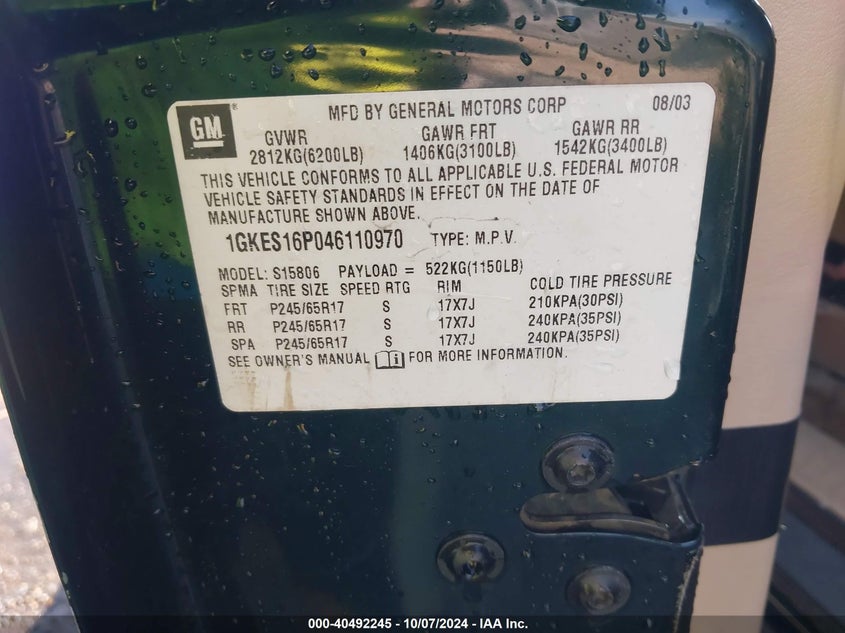 GM
MFD BY GENERAL MOTORS CORP 08/03
GVWR GAWR FRT GAWR RR
2812KG(6200LB) 1406KG(3100LB) 1542KG(3400LB)
THIS VEHICLE CONFORMS TO ALL APPLICABLE U.S. FEDERAL MOTOR
VEHICLE SAFETY STANDARDS IN EFFECT ON THE DATE OF
MANUFACTURE SHOWN ABOVE.
1GKES16P046110970 TYPE: M.P.V.
MODEL: S15806 PAYLOAD = 522KG(1150LB)
SPMA TIRE SIZE SPEED RTG RIM COLD TIRE PRESSURE
FRT P245/65R17 S 17X7J 210KPA(30PSI)
RR P245/65R17 S 17X7J 240KPA(35PSI)
SPA P245/65R17 S 17X7J 240KPA(35PSI)
SEE OWNER'S MANUAL FOR MORE INFORMATION.
000-40492245 - 10/07/2024 - IAA Inc.